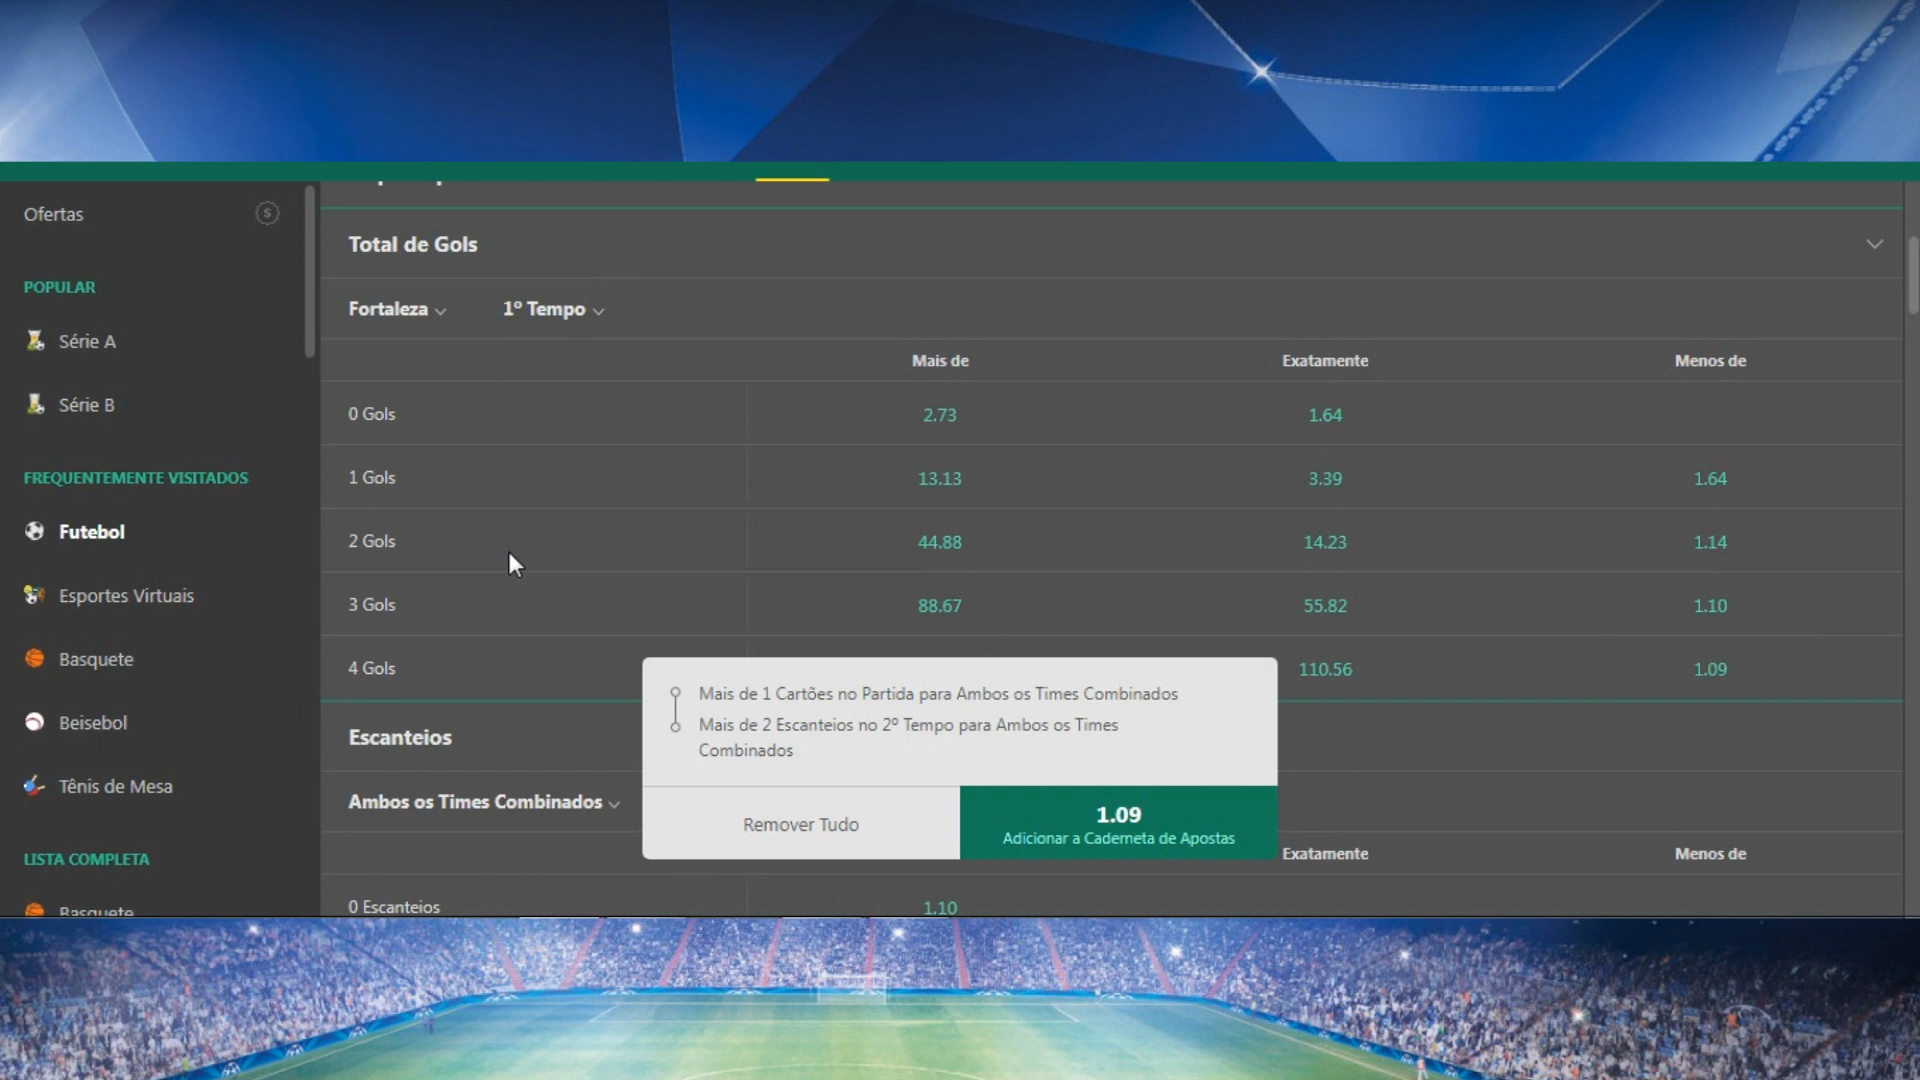 Ofertas
POPULAR
Série A
Série B
FREQUENTEMENTE VISITADOS
Futebol
Esportes Virtuais
Basquete
Beisebol
Tênis de Mesa
LISTA COMPLETA
Basquete
Total de Gols
Fortaleza 1º Tempo
Mais de Exatamente Menos de
0 Gols 2.73 1.64
1 Gols 13.13 3.39 1.64
2 Gols 44.88 14.23 1.14
3 Gols 88.67 55.82 1.10
4 Gols 110.56 1.09
Mais de 1 Cartões no Partida para Ambos os Times Combinados
Mais de 2 Escanteios no 2º Tempo para Ambos os Times
Combinados
Remover Tudo
1.09
Adicionar a Caderneta de Apostas
Escanteios
Ambos os Times Combinados
Exatamente Menos de
0 Escanteios 1.10